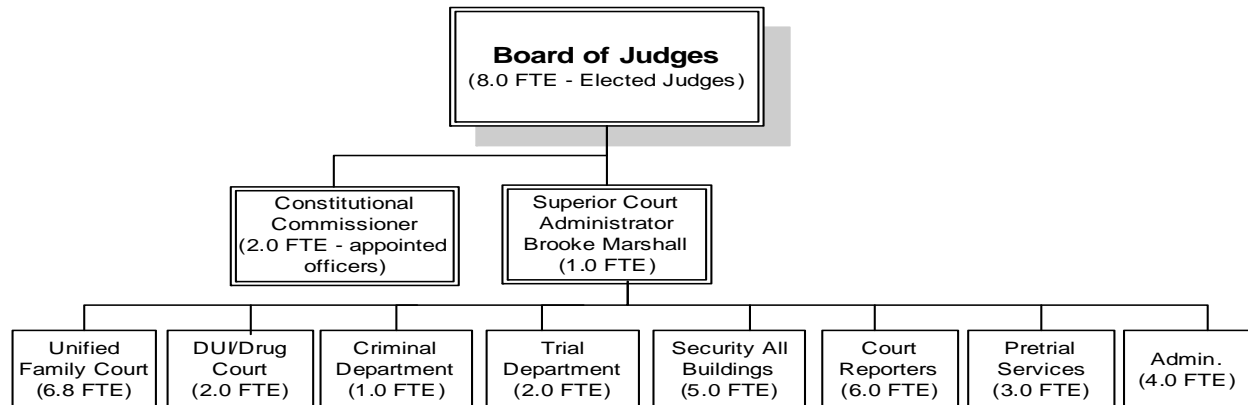 Board of Judges
(8.0 FTE - Elected Judges)
Constitutional
Commissioner
(2.0 FTE - appointed
officers)
Superior Court
Administrator
Brooke Marshall
(1.0 FTE)
Unified
Family Court
(6.8 FTE)
DUI/Drug
Court
(2.0 FTE)
Criminal
Department
(1.0 FTE)
Trial
Department
(2.0 FTE)
Security All
Buildings
(5.0 FTE)
Court
Reporters
(6.0 FTE)
Pretrial
Services
(3.0 FTE)
Admin.
(4.0 FTE)